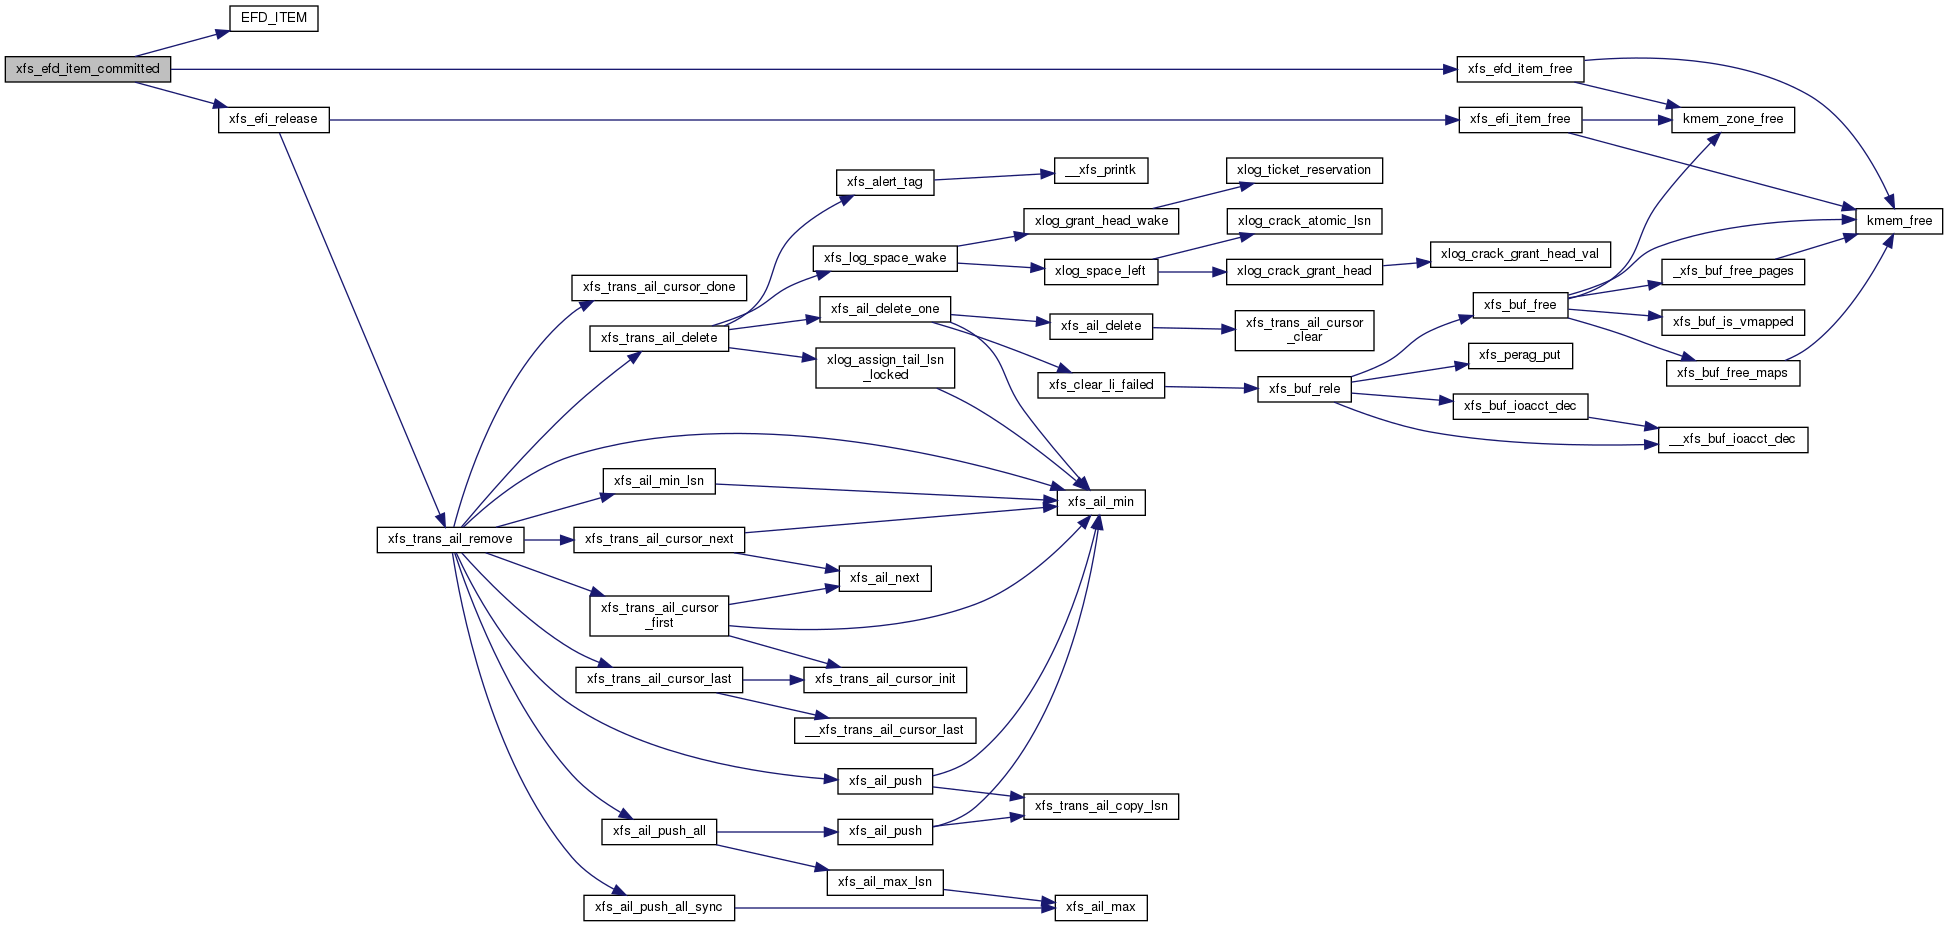 EFD_ITEM
xfs_efd_item_committed
xfs_efd_item_free
xfs_efi_release
xfs_efi_item_free
kmem_zone_free
__xfs_printk
xlog_ticket_reservation
xfs_alert_tag
xlog_grant_head_wake
xlog_crack_atomic_lsn
kmem_free
xfs_log_space_wake
xlog_space_left
xlog_crack_grant_head
xlog_crack_grant_head_val
_xfs_buf_free_pages
xfs_trans_ail_cursor_done
xfs_ail_delete_one
xfs_buf_free
xfs_trans_ail_delete
xfs_ail_delete
xfs_trans_ail_cursor
_clear
xfs_buf_is_vmapped
xlog_assign_tail_lsn
_locked
xfs_perag_put
xfs_clear_li_failed
xfs_buf_rele
xfs_buf_free_maps
xfs_buf_ioacct_dec
__xfs_buf_ioacct_dec
xfs_ail_min_lsn
xfs_ail_min
xfs_trans_ail_remove
xfs_trans_ail_cursor_next
xfs_ail_next
xfs_trans_ail_cursor
_first
xfs_trans_ail_cursor_last
xfs_trans_ail_cursor_init
__xfs_trans_ail_cursor_last
xfs_ail_push
xfs_trans_ail_copy_lsn
xfs_ail_push_all
xfs_ail_push
xfs_ail_max_lsn
xfs_ail_push_all_sync
xfs_ail_max